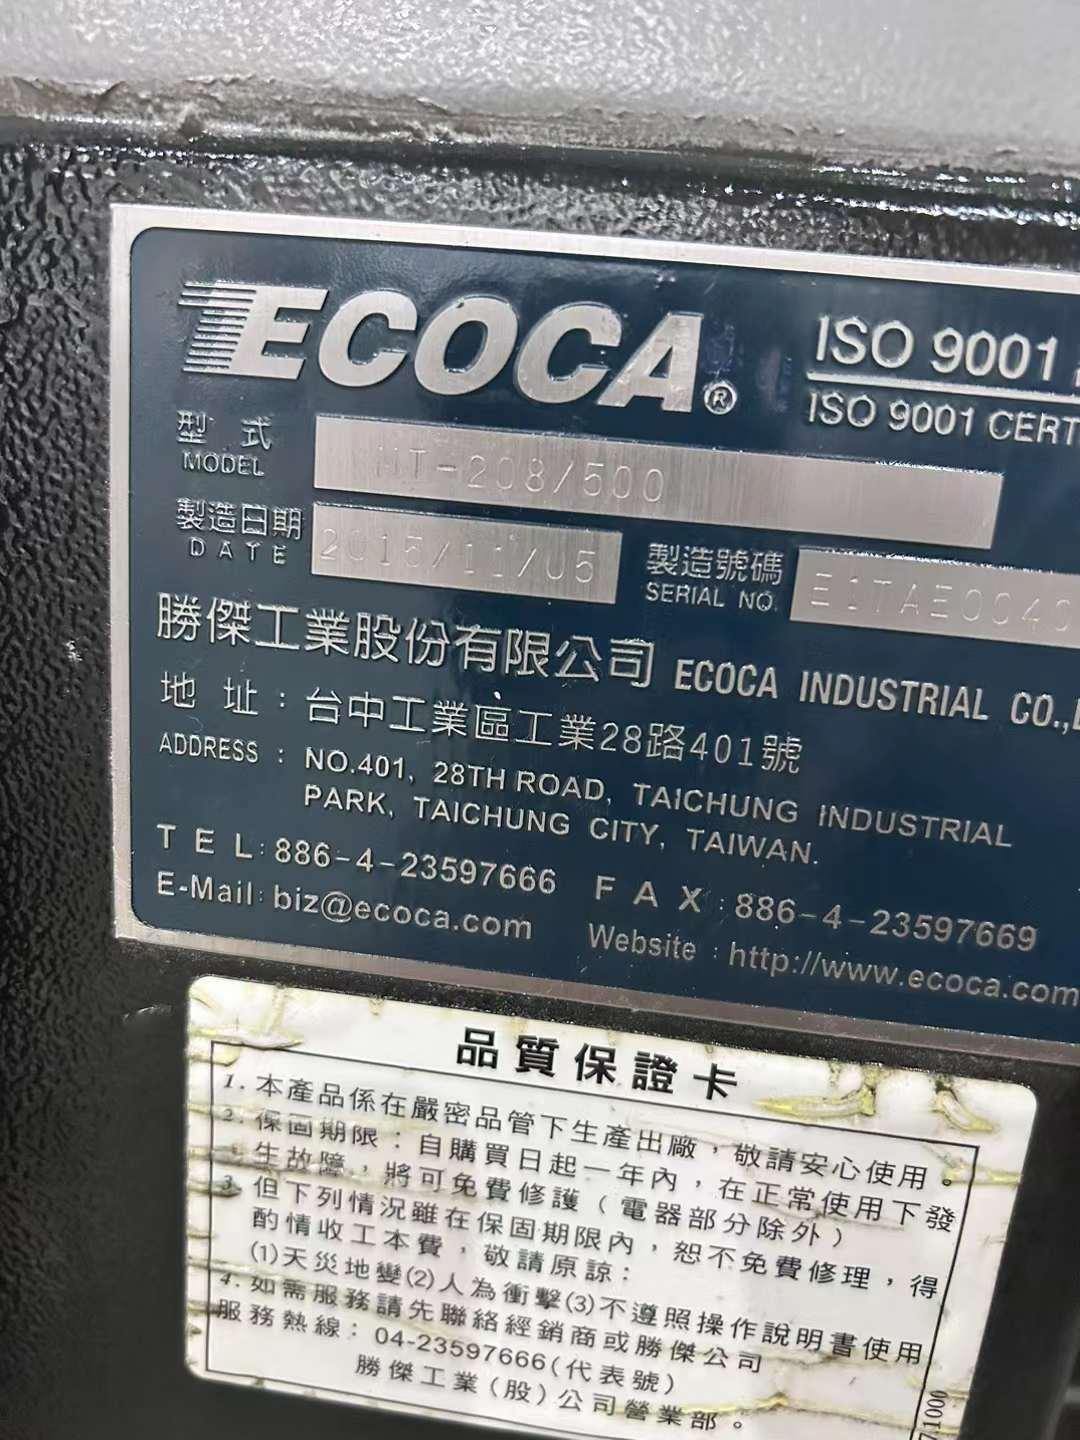 ECOCA®
ISO 9001
ISO 9001 CERT
型式 MT-208/500
MODEL
製造日期 2015/11/05
DATE
製造號碼 E1TAE0040
SERIAL NO.
勝傑工業股份有限公司 ECOCA INDUSTRIAL CO.,
地址：台中工業區工業28路401號
ADDRESS : NO.401, 28TH ROAD, TAICHUNG INDUSTRIAL
PARK, TAICHUNG CITY, TAIWAN.
TEL:886-4-23597666 FAX:886-4-23597669
E-Mail:biz@ecoca.com Website:http://www.ecoca.com
品質保證卡
1.本產品係在嚴密品管下生產出廠，敬請安心使用。
2.保固期限：自購買日起一年內，在正常使用下發
生故障，將可免費修護（電器部分除外）
3.但下列情況雖在保固期限內，恕不免費修理，得
酌情收工本費，敬請原諒：
(1)天災地變(2)人為衝擊(3)不遵照操作說明書使用
4.如需服務請先聯絡經銷商或勝傑公司
服務熱線：04-23597666(代表號)
勝傑工業(股)公司營業部。
7.1000